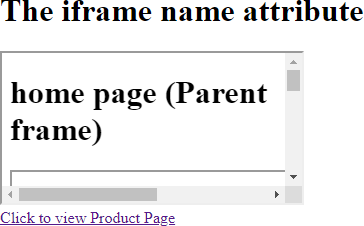 The iframe name attribute
home page (Parent
frame)
Click to view Product Page